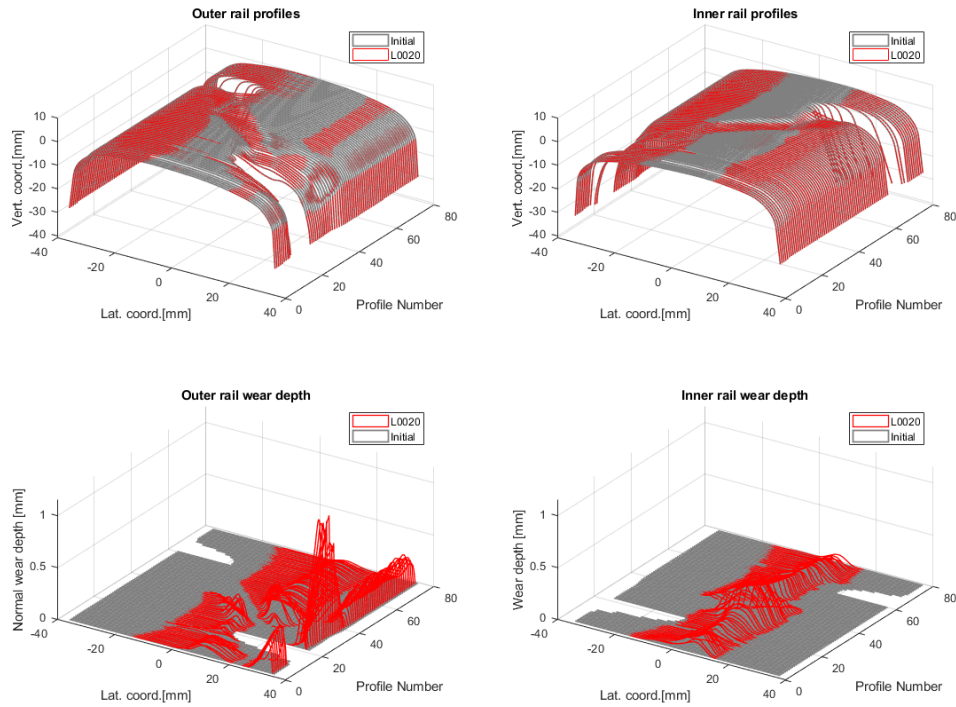 Outer rail profiles
Initial
L0020
10
0
-10
-20
-30
-40
Vert. coord.[mm]
-40
-20
0
20
40
Lat. coord.[mm]
0
20
40
60
80
Profile Number
Inner rail profiles
Initial
L0020
10
0
-10
-20
-30
-40
Vert. coord[mm]
-40
-20
0
20
40
Lat. coord.[mm]
0
20
40
60
80
Profile Number
Outer rail wear depth
L0020
Initial
1
0.5
0
Normal wear depth [mm]
-40
-20
0
20
40
Lat. coord.[mm]
0
20
40
60
80
Profile Number
Inner rail wear depth
L0020
Initial
1
0.5
0
Wear depth [mm]
-40
-20
0
20
40
Lat. coord.[mm]
0
20
40
60
80
Profile Number